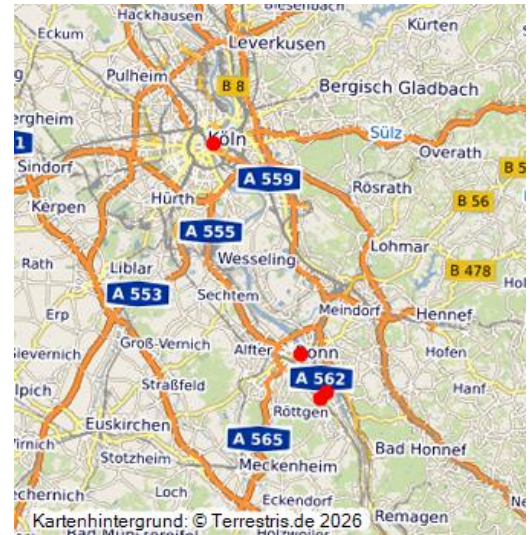 Hackhausen
Eckum
Leverkusen
Kürten
Pulheim
B 8
Bergisch Gladbach
Köln
Sülz
Overath
Sindorf
A 559
Rösrath
B 56
Kerpen
Hürth
A 555
Lohmar
Rath
Liblar
Wesseling
B 478
A 553
Sechtem
Meindorf
Hennef
Erp
Groß-Vernich
Alfter
Hofen
A 562
Straßfeld
Röttgen
Hanf
Euskirchen
A 565
Bad Honnef
Stotzheim
Meckenheim
Loch
Eckendorf
Remagen
Kartenhintergrund: © Terrestris.de 2026